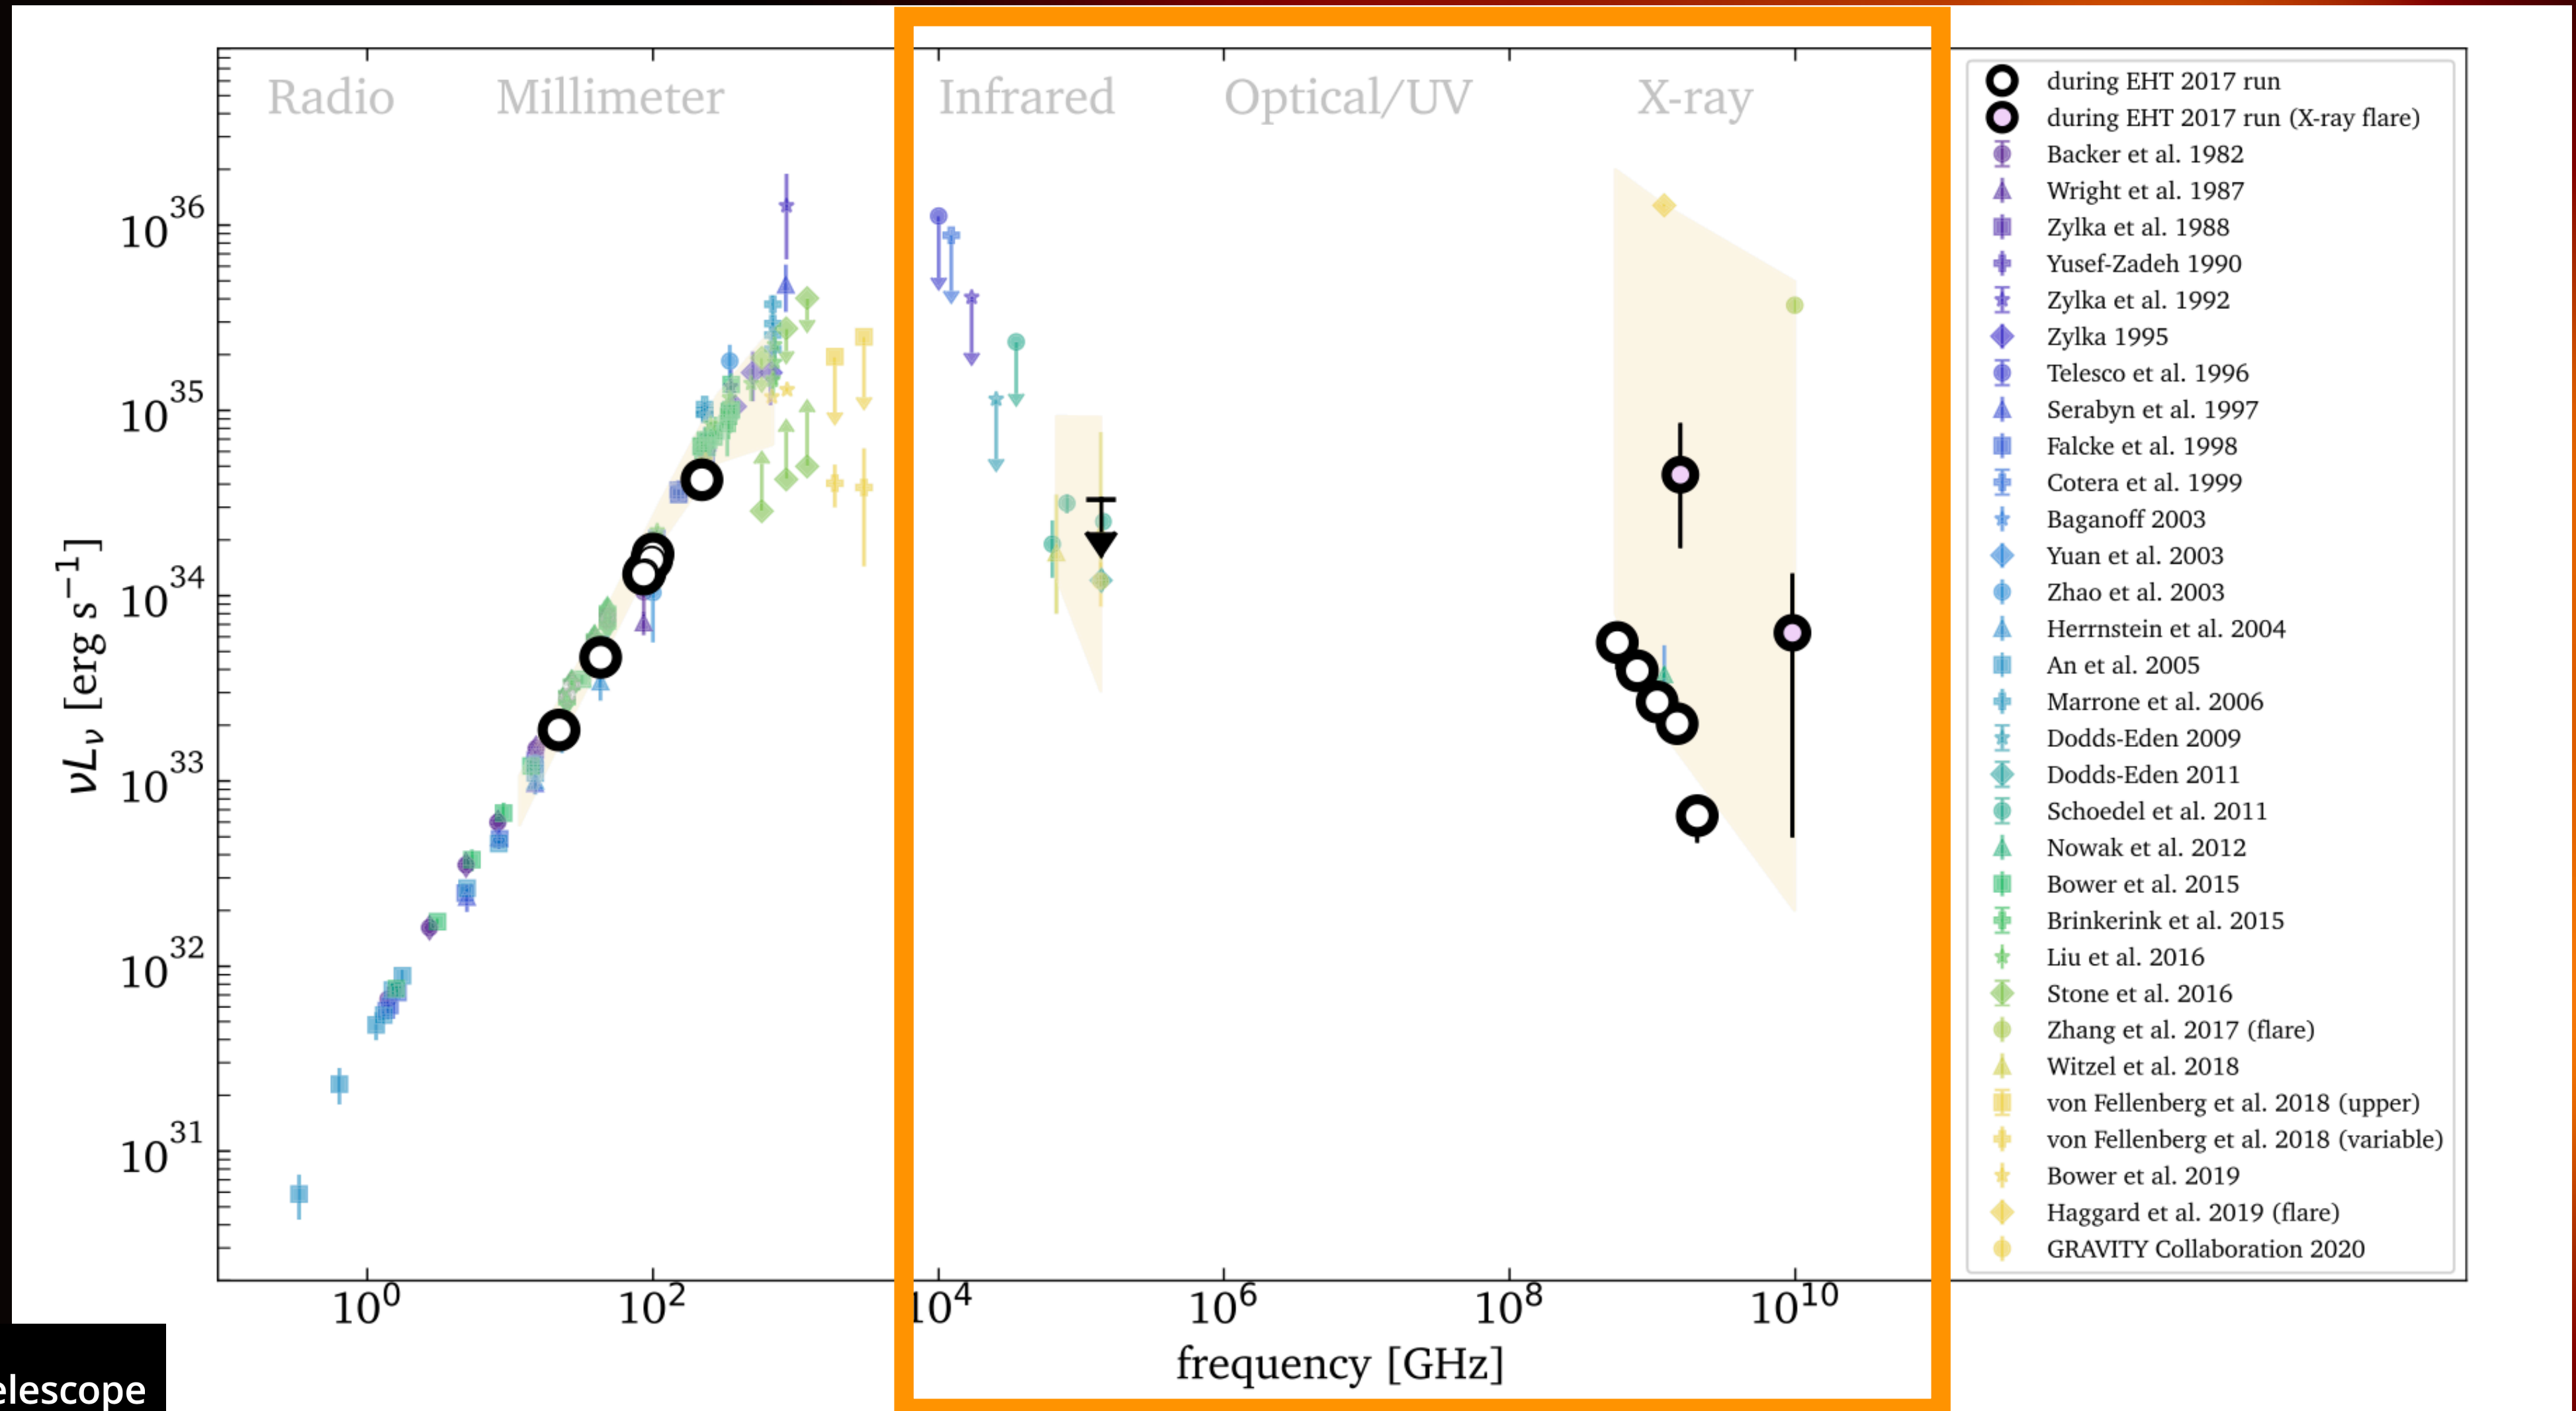 Radio
Millimeter
Infrared
Optical/UV
X-ray
10^36
10^35
10^34
10^33
10^32
10^31
νL_ν [erg s^−1]
10^0
10^2
10^4
10^6
10^8
10^10
frequency [GHz]
during EHT 2017 run
during EHT 2017 run (X-ray flare)
Backer et al. 1982
Wright et al. 1987
Zylka et al. 1988
Yusef-Zadeh 1990
Zylka et al. 1992
Zylka 1995
Telesco et al. 1996
Serabyn et al. 1997
Falcke et al. 1998
Cotera et al. 1999
Baganoff 2003
Yuan et al. 2003
Zhao et al. 2003
Herrnstein et al. 2004
An et al. 2005
Marrone et al. 2006
Dodds-Eden 2009
Dodds-Eden 2011
Schoedel et al. 2011
Nowak et al. 2012
Bower et al. 2015
Brinkerink et al. 2015
Liu et al. 2016
Stone et al. 2016
Zhang et al. 2017 (flare)
Witzel et al. 2018
von Fellenberg et al. 2018 (upper)
von Fellenberg et al. 2018 (variable)
Bower et al. 2019
Haggard et al. 2019 (flare)
GRAVITY Collaboration 2020
elescope